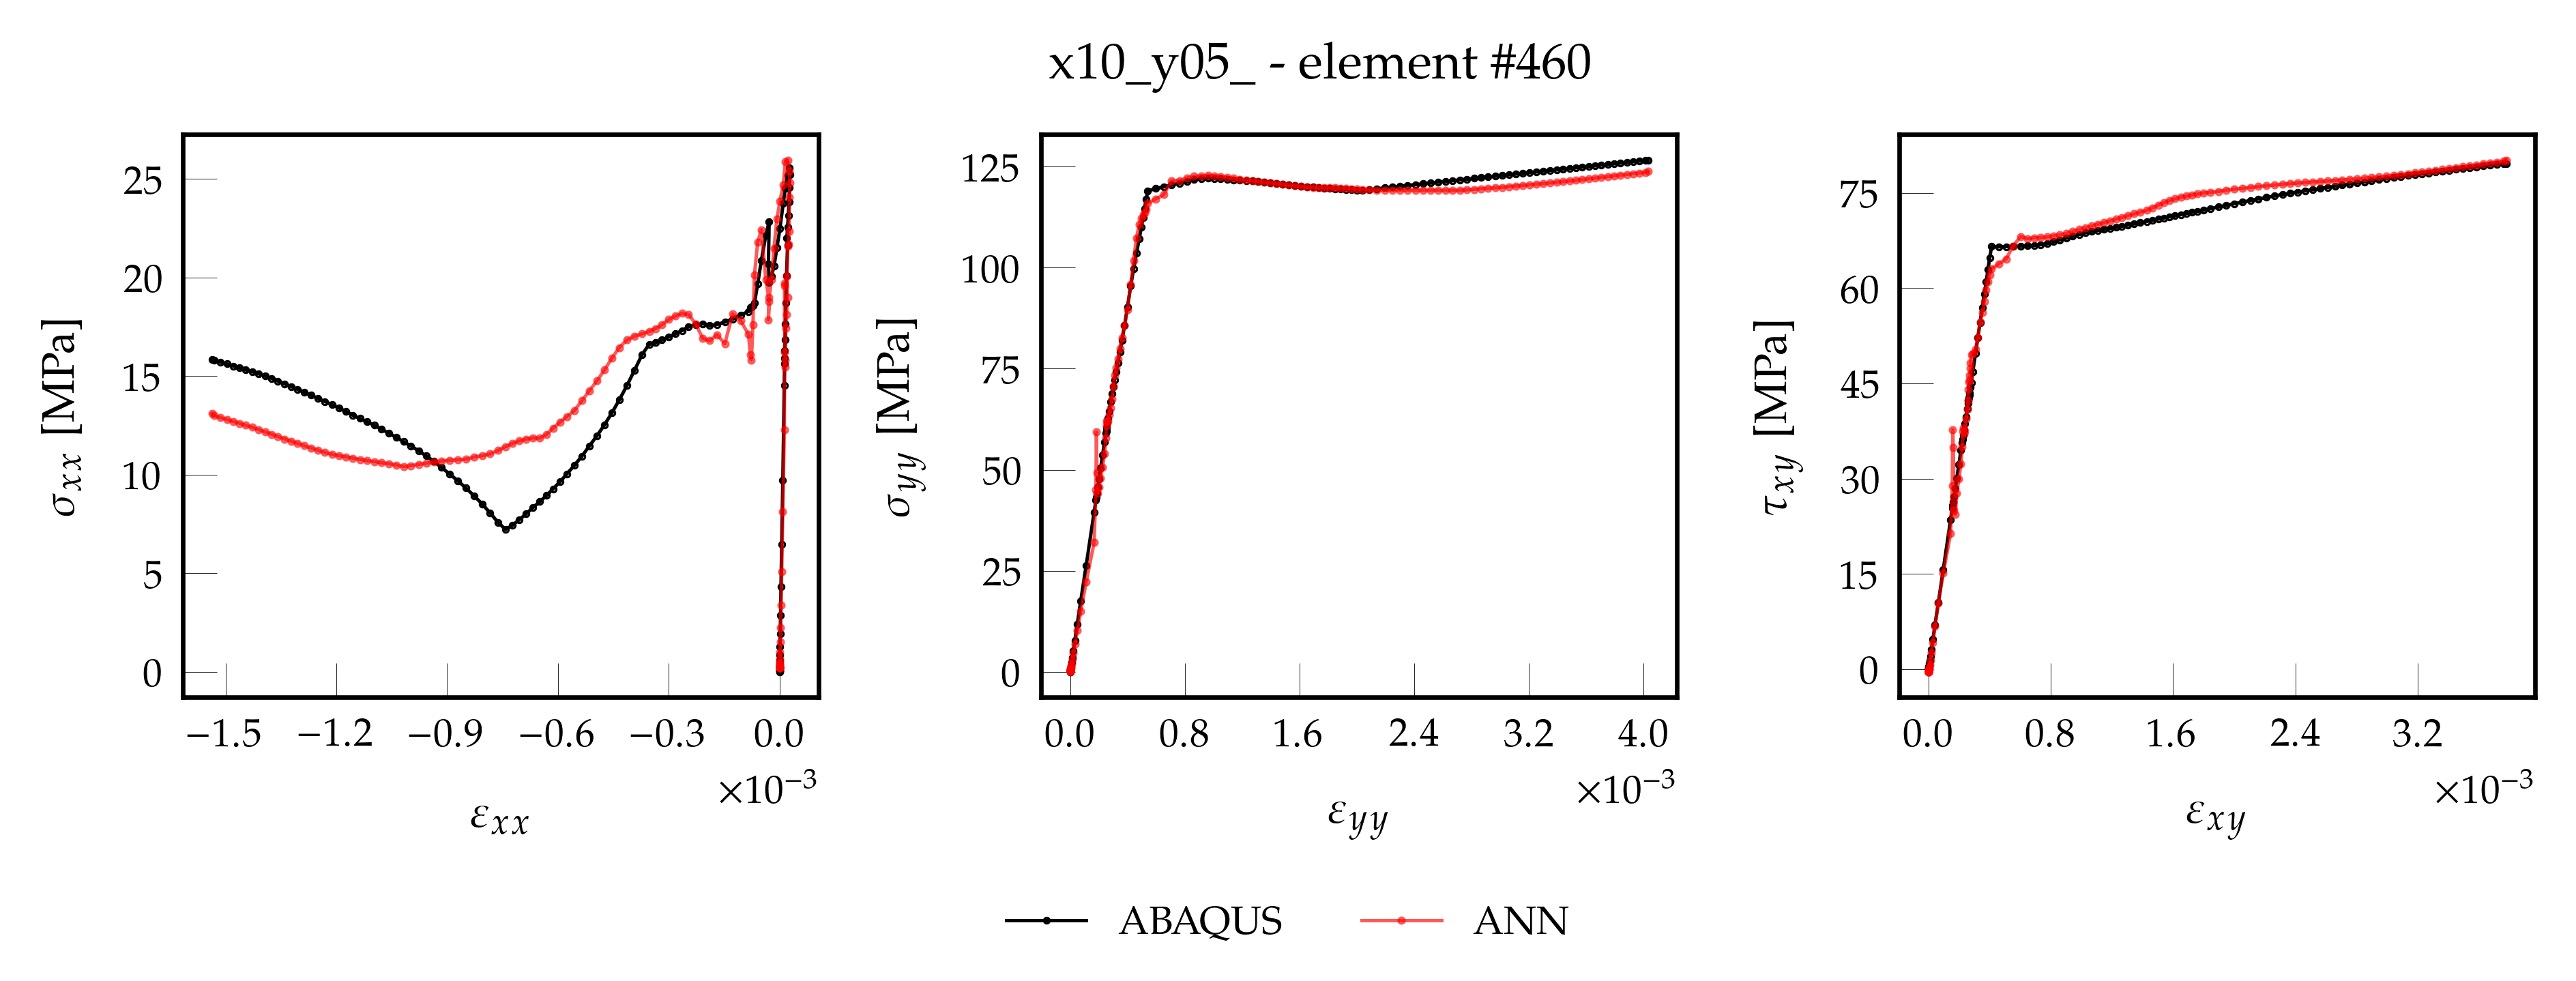 x10_y05_ - element #460
σxx [MPa]
25
20
15
10
5
0
−1.5 −1.2 −0.9 −0.6 −0.3 0.0
×10−3
εxx
σyy [MPa]
125
100
75
50
25
0
0.0 0.8 1.6 2.4 3.2 4.0
×10−3
εyy
τxy [MPa]
75
60
45
30
15
0
0.0 0.8 1.6 2.4 3.2
×10−3
εxy
ABAQUS ANN